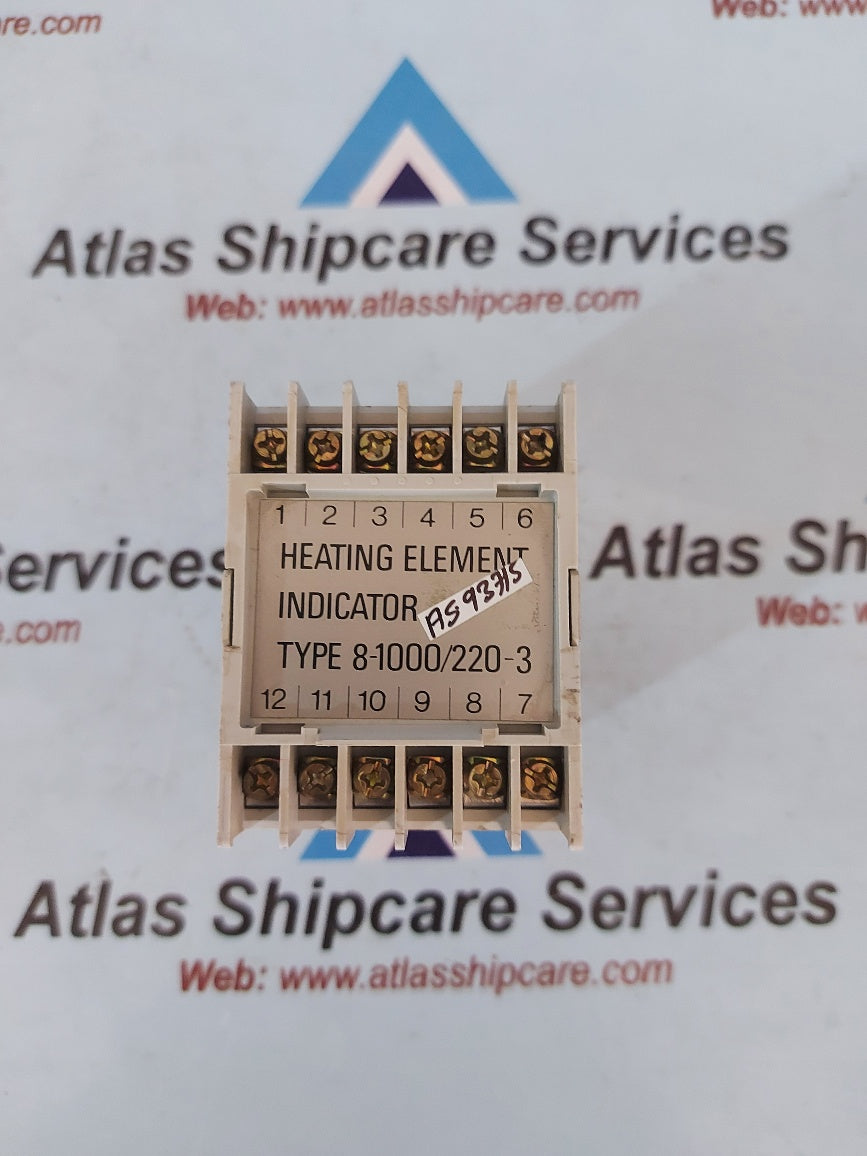 re.com
Web: www
Atlas Shipcare Services
Web: www.atlasshipcare.com
1 2 3 4 5 6
HEATING ELEMENT
INDICATOR
AS93715
TYPE 8-1000/220-3
12 11 10 9 8 7
ervices
Atlas Sh
.com
Web:
Atlas Shipcare Services
Web: www.atlasshipcare.com